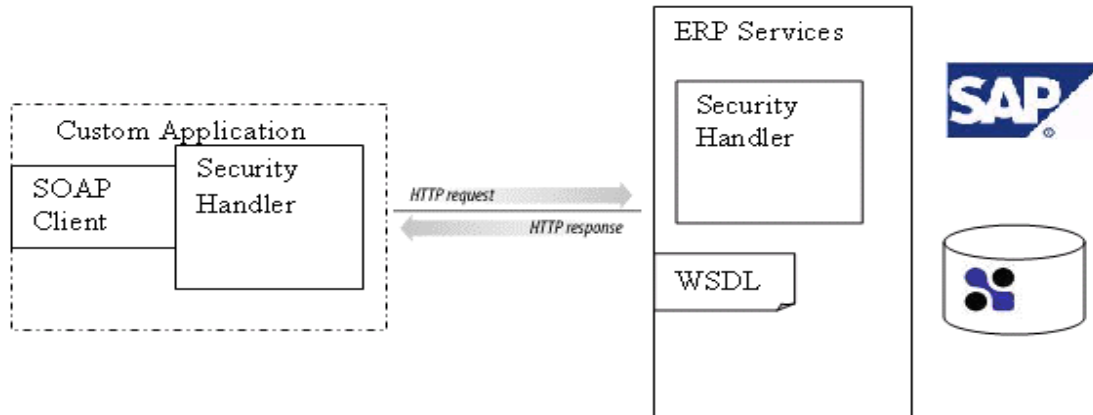 ERP Services
SAP
®
Security
Handler
Custom Application
SOAP
Client
Security
Handler
HTTP request
HTTP response
WSDL